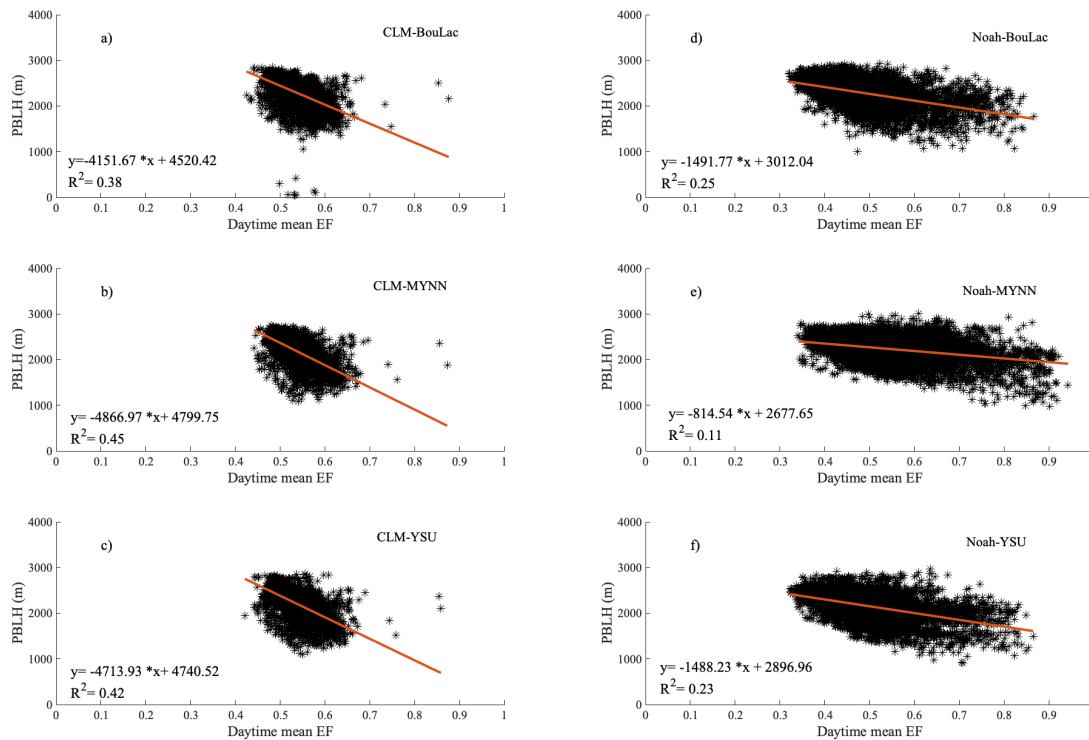 a)
CLM-BouLac
PBLH (m)
4000
3000
2000
1000
0
y=-4151.67 *x + 4520.42
R²= 0.38
0 0.1 0.2 0.3 0.4 0.5 0.6 0.7 0.8 0.9 1
Daytime mean EF
d)
Noah-BouLac
PBLH (m)
4000
3000
2000
1000
0
y= -1491.77 *x + 3012.04
R²= 0.25
0 0.1 0.2 0.3 0.4 0.5 0.6 0.7 0.8 0.9
Daytime mean EF
b)
CLM-MYNN
PBLH (m)
4000
3000
2000
1000
0
y= -4866.97 *x+ 4799.75
R²= 0.45
0 0.1 0.2 0.3 0.4 0.5 0.6 0.7 0.8 0.9 1
Daytime mean EF
e)
Noah-MYNN
PBLH (m)
4000
3000
2000
1000
0
y= -814.54 *x + 2677.65
R²= 0.11
0 0.1 0.2 0.3 0.4 0.5 0.6 0.7 0.8 0.9
Daytime mean EF
c)
CLM-YSU
PBLH (m)
4000
3000
2000
1000
0
y= -4713.93 *x+ 4740.52
R²= 0.42
0 0.1 0.2 0.3 0.4 0.5 0.6 0.7 0.8 0.9 1
Daytime mean EF
f)
Noah-YSU
PBLH (m)
4000
3000
2000
1000
0
y= -1488.23 *x + 2896.96
R²= 0.23
0 0.1 0.2 0.3 0.4 0.5 0.6 0.7 0.8 0.9
Daytime mean EF